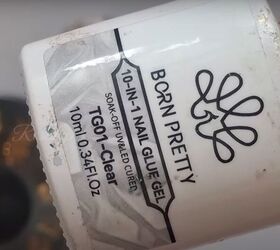 BORN PRETTY
10-IN-1 NAIL GLUE GEL
SOAK-OFF UV&LED CURED
TG01-Clear
10ml 0.34Fl.Oz